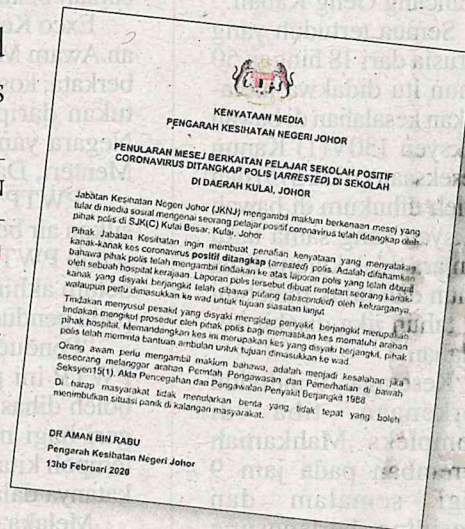 KENYATAAN MEDIA
PENGARAH KESIHATAN NEGERI JOHOR
PENULARAN MESEJ BERKAITAN PELAJAR SEKOLAH POSITIF
CORONAVIRUS DITANGKAP POLIS (ARRESTED) DI SEKOLAH
DI DAERAH KULAI, JOHOR
Jabatan Kesihatan Negeri Johor (JKNJ) mengambil maklum berkenaan mesej yang
tular di media sosial mengenai seorang pelajar positif coronavirus telah ditangkap oleh
pihak polis di SJK(C) Kulai Besar, Kulai, Johor.
Pihak Jabatan Kesihatan ingin membuat penafian kenyataan yang menyatakan
kanak-kanak kes coronavirus positif ditangkap (arrested) polis. Adalah difahamkan
bahawa pihak polis telah mengambil tindakan ke atas laporan polis yang telah dibuat
oleh sebuah hospital kerajaan. Laporan polis tersebut dibuat rentetan seorang kanak-
kanak yang disyaki berjangkit telah dibawa pulang (absconded) oleh keluarganya,
walaupun perlu dimasukkan ke wad untuk tujuan siasatan lanjut
Tindakan menyusul pesakit yang disyaki mengidap penyakit berjangkit merupakan
tindakan mengikut prosedur oleh pihak polis bagi memastikan kes mematuhi arahan
pihak hospital. Memandangkan kes ini merupakan kes yang disyaki berjangkit, pihak
polis telah meminta bantuan ambulan untuk tujuan dimasukkan ke wad.
Orang awam perlu mengambil maklum bahawa, adalah menjadi kesalahan jika
seseorang melanggar arahan Perintah Pengawasan dan Pemerhatian di bawah
Seksyen15(1), Akta Pencegahan dan Pengawalan Penyakit Berjangkit 1988
Di harap masyarakat tidak menularkan berita yang tidak tepat yang boleh
menimbulkan situasi panik di kalangan masyarakat.
DR AMAN BIN RABU
Pengarah Kesihatan Negeri Johor
13hb Februari 2020